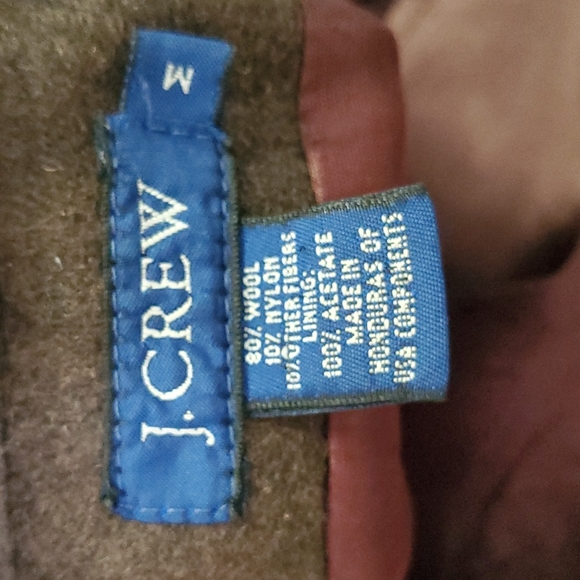 J.CREW
M
80% WOOL
10% NYLON
10% OTHER FIBERS
LINING:
100% ACETATE
MADE IN
HONDURAS OF
USA COMPONENTS